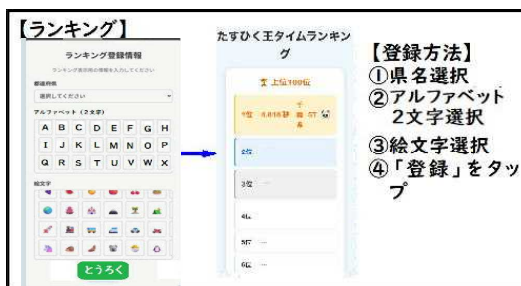 【ランキング】
ランキング登録情報
ランキング表示用の情報を入力してください
都道府県
選択してください
アルファベット（2文字）
A B C D E F G H
I J K L M N O P
Q R S T U V W X
絵文字
とうろく
たすひく王タイムランキン
グ
上位100位
1位
千
葉
県
ST
2位 --
3位 --
4位 --
5位 --
6位 --
【登録方法】
①県名選択
②アルファベット
2文字選択
③絵文字選択
④「登録」をタッ
プ